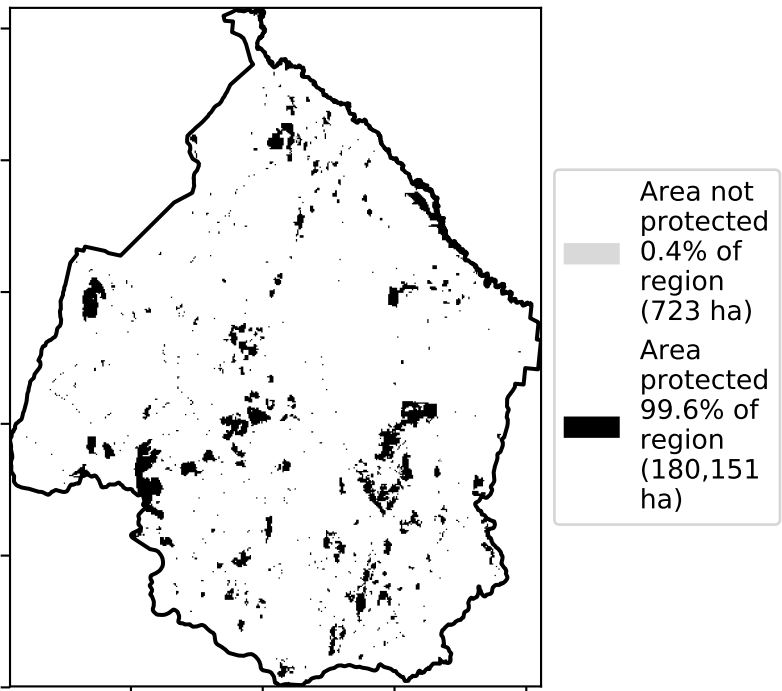 Area not
protected
0.4% of
region
(723 ha)
Area
protected
99.6% of
region
(180,151
ha)